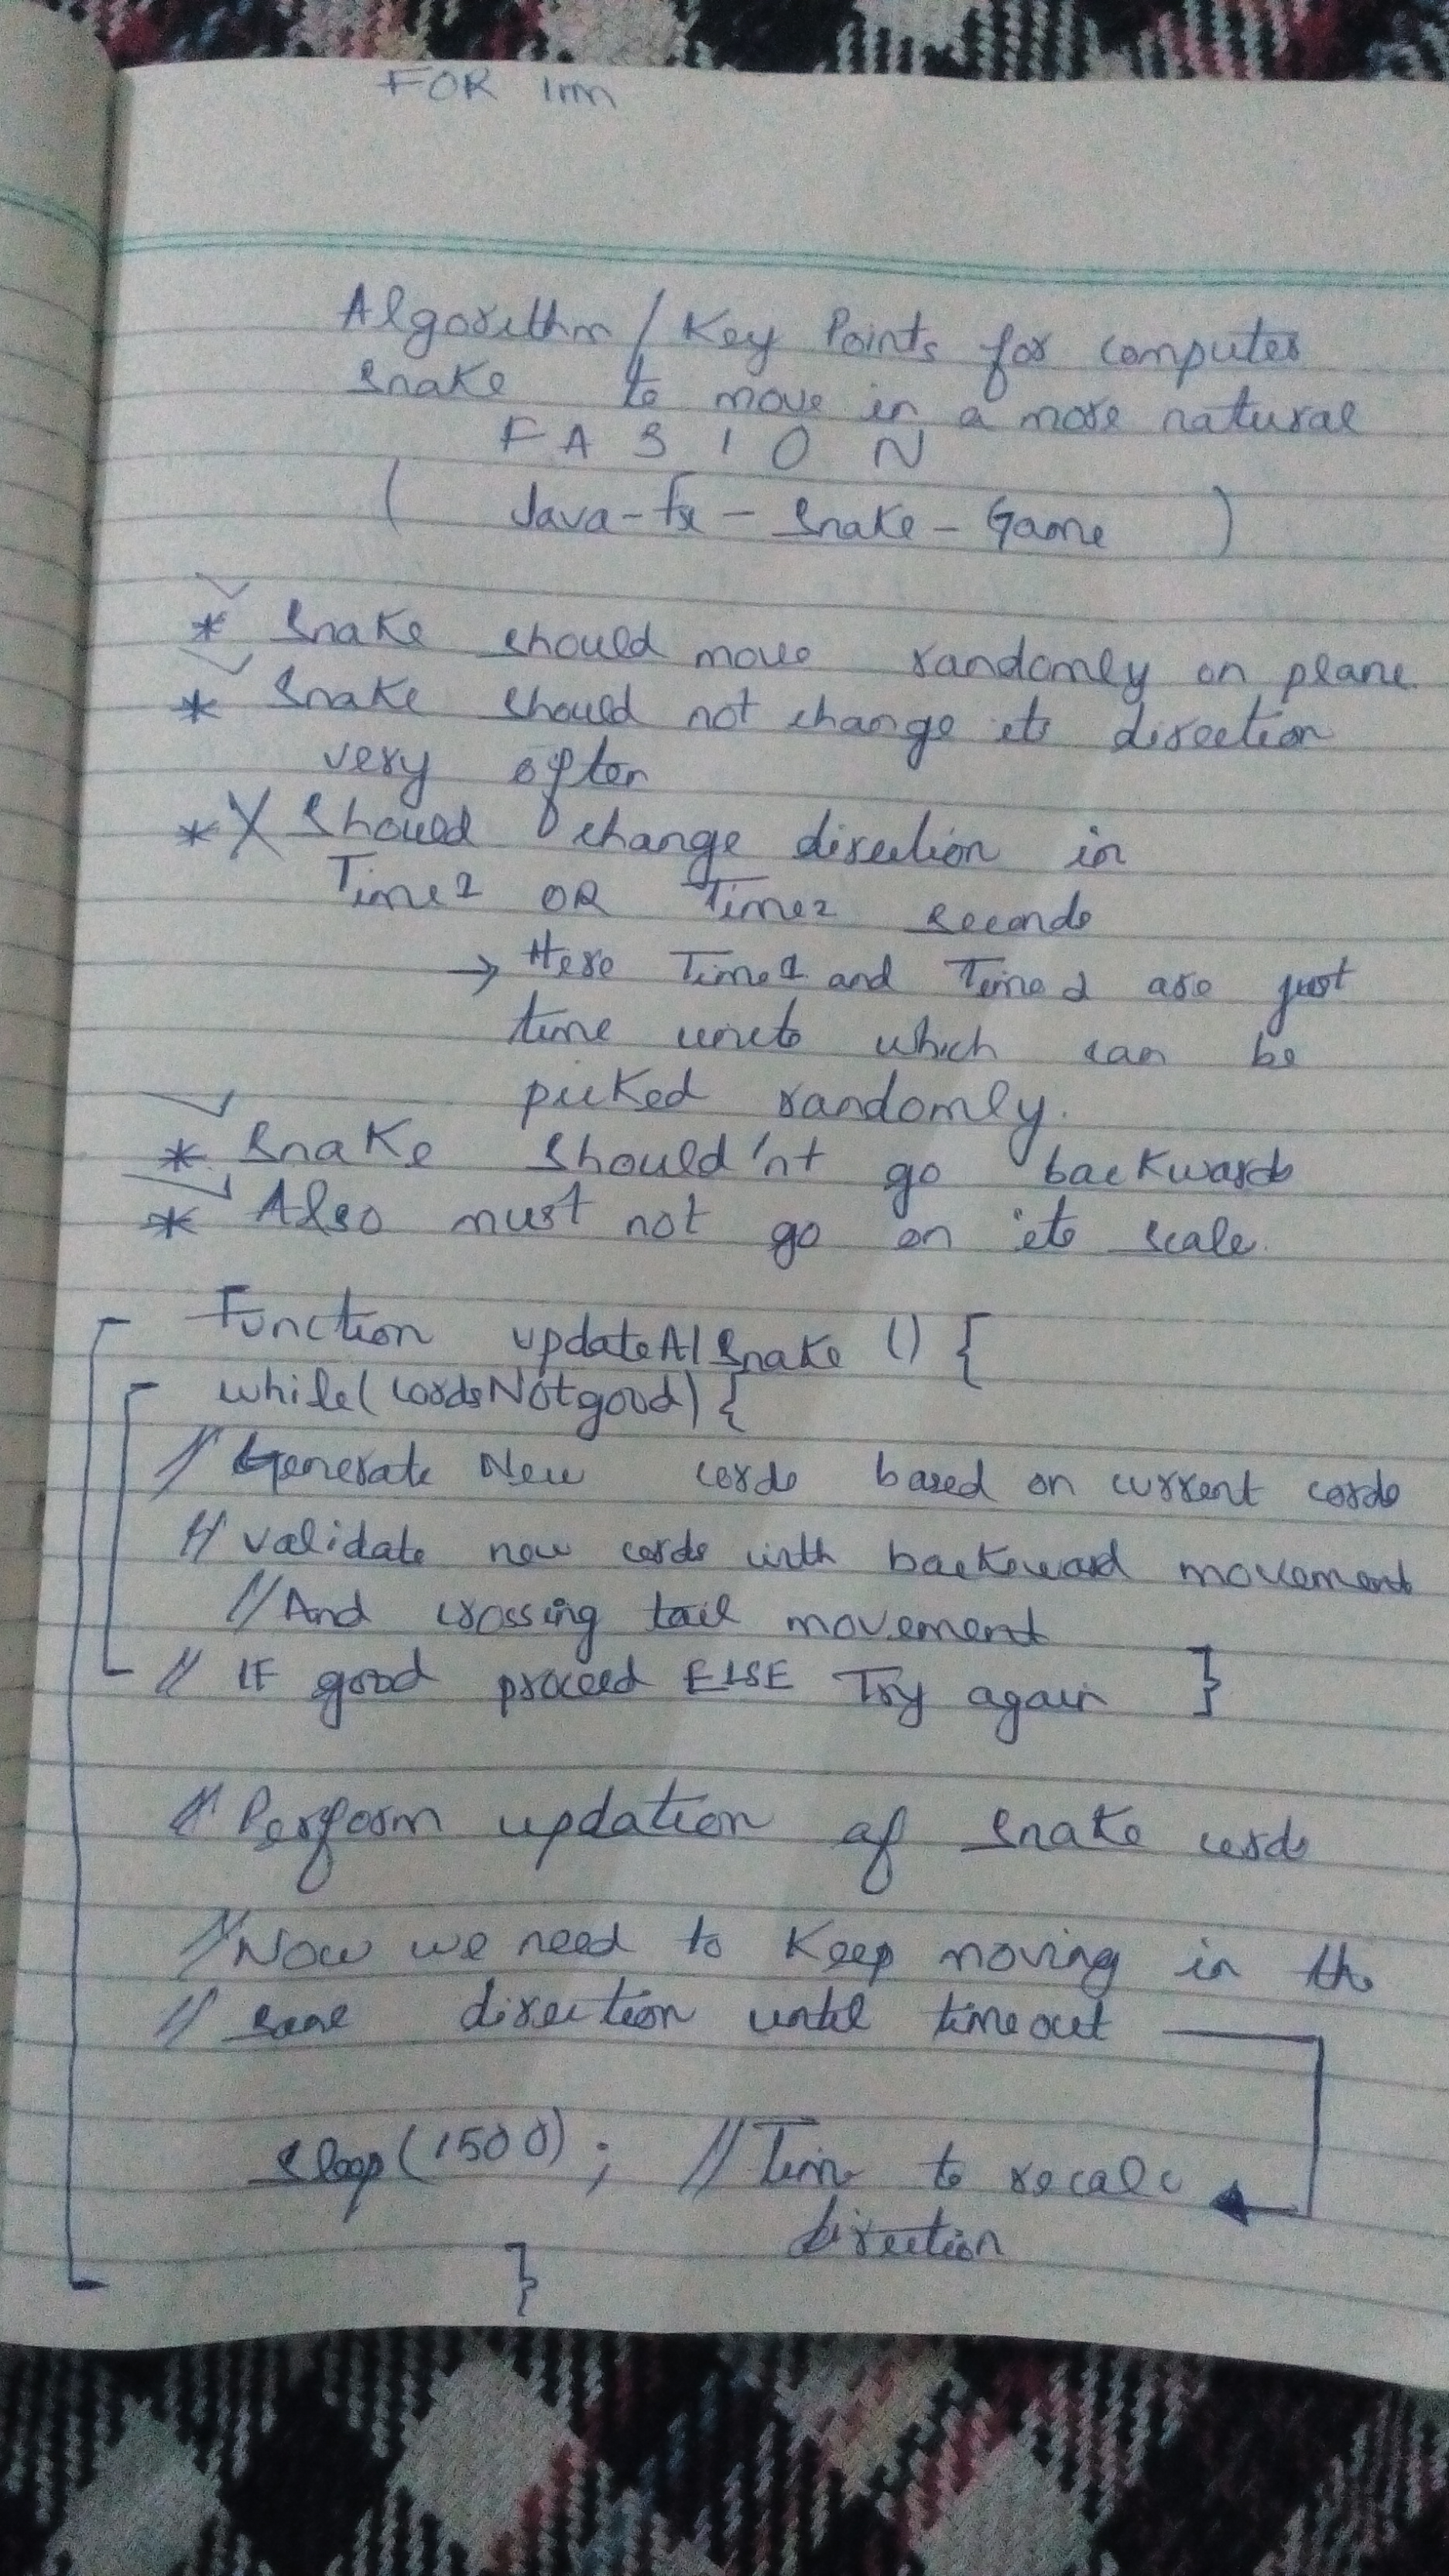 FOR imn
Algorithm / Key Points for computer
snake to move in a more natural
FASION
( Java-fx - Snake - Game )
* Snake should move randomly on plane
* Snake should not change its direction
very often
* X Should change direction in
Time1 OR Time2 seconds
→ Here Time1 and Time2 are just
time units which can be
picked randomly.
* Snake should'nt go backwards
* Also must not go on its scale.
Function updateAISnake () {
while(cordsNotgood) {
// Generate New cords based on current cords
// validate new cords with backward movement
// And crossing tail movement
// IF good proceed ELSE Try again }
// Perform updation of snake cords
// Now we need to keep moving in the
// same direction until timeout
sleep(1500); // Time to recalc
direction
}